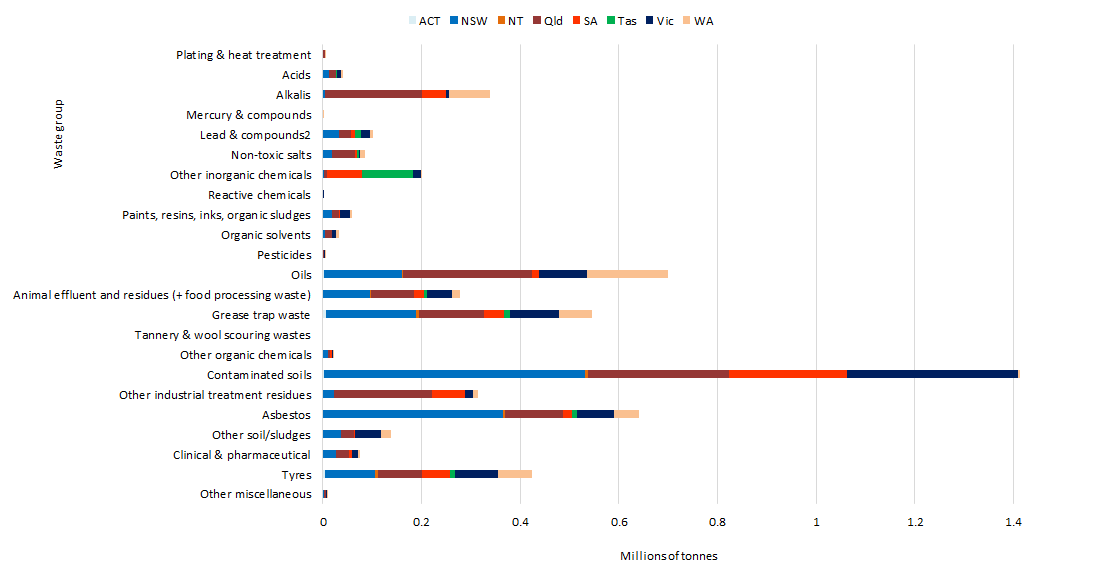 ACT NSW NT Qld SA Tas Vic WA
Waste group
Plating & heat treatment
Acids
Alkalis
Mercury & compounds
Lead & compounds2
Non-toxic salts
Other inorganic chemicals
Reactive chemicals
Paints, resins, inks, organic sludges
Organic solvents
Pesticides
Oils
Animal effluent and residues (+ food processing waste)
Grease trap waste
Tannery & wool scouring wastes
Other organic chemicals
Contaminated soils
Other industrial treatment residues
Asbestos
Other soil/sludges
Clinical & pharmaceutical
Tyres
Other miscellaneous
0 0.2 0.4 0.6 0.8 1 1.2 1.4
Millions of tonnes